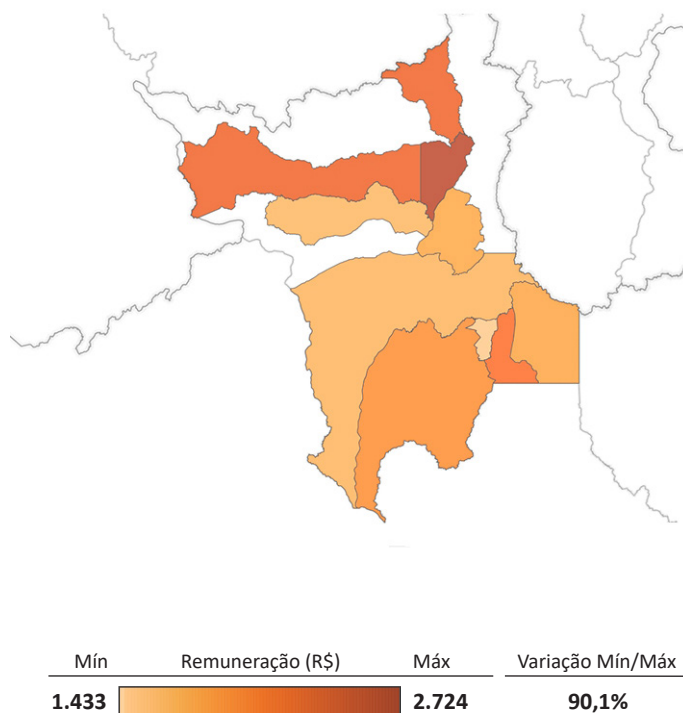 Mín Remuneração (R$) Máx Variação Mín/Máx
1.433 2.724 90,1%